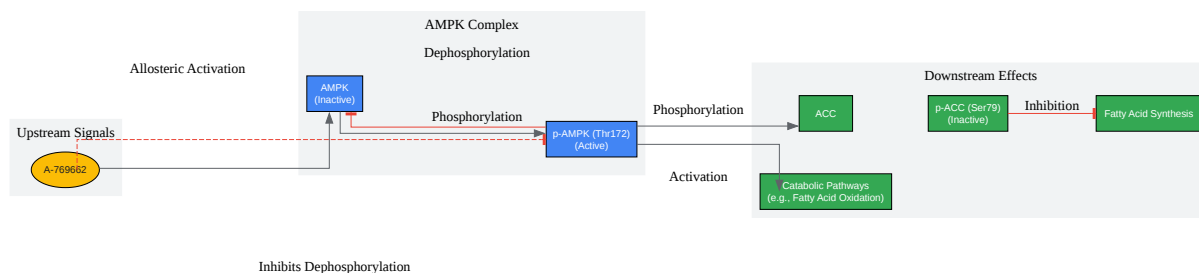 AMPK Complex
Dephosphorylation
Allosteric Activation
Downstream Effects
AMPK
(Inactive)
Phosphorylation
Phosphorylation
ACC
p-ACC (Ser79)
(Inactive)
Inhibition
Fatty Acid Synthesis
Upstream Signals
p-AMPK (Thr172)
(Active)
A-769662
Activation
Catabolic Pathways
(e.g., Fatty Acid Oxidation)
Inhibits Dephosphorylation